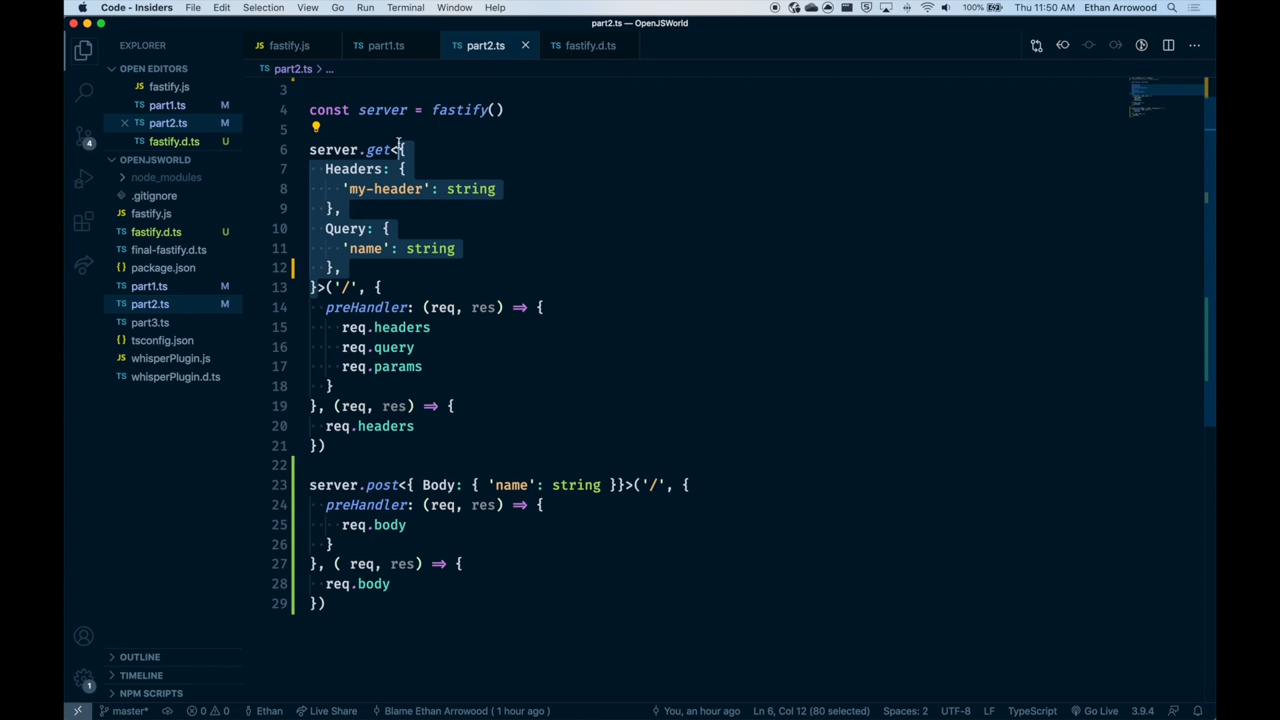 Code - Insiders File Edit Selection View Go Run Terminal Window Help 100% Thu 11:50 AM Ethan Arrowood
part2.ts — OpenJSWorld
EXPLORER
JS fastify.js
TS part1.ts
TS part2.ts ×
TS fastify.d.ts
OPEN EDITORS
TS part2.ts > ...
JS fastify.js
TS part1.ts M
× TS part2.ts M
TS fastify.d.ts U
OPENJSWORLD
> node_modules
.gitignore
JS fastify.js
TS fastify.d.ts U
TS final-fastify.d.ts
package.json
TS part1.ts M
TS part2.ts M
TS part3.ts
tsconfig.json
JS whisperPlugin.js
TS whisperPlugin.d.ts
OUTLINE
TIMELINE
NPM SCRIPTS
4
1
3
4 const server = fastify()
5
6 server.get<{
7 Headers: {
8 'my-header': string
9 },
10 Query: {
11 'name': string
12 },
13 }>('/', {
14 preHandler: (req, res) => {
15 req.headers
16 req.query
17 req.params
18 }
19 }, (req, res) => {
20 req.headers
21 })
22
23 server.post<{ Body: { 'name': string }}>('/', {
24 preHandler: (req, res) => {
25 req.body
26 }
27 }, ( req, res) => {
28 req.body
29 })
master* 0 0 Ethan Live Share Blame Ethan Arrowood ( 1 hour ago ) You, an hour ago Ln 6, Col 12 (80 selected) Spaces: 2 UTF-8 LF TypeScript Go Live 3.9.4